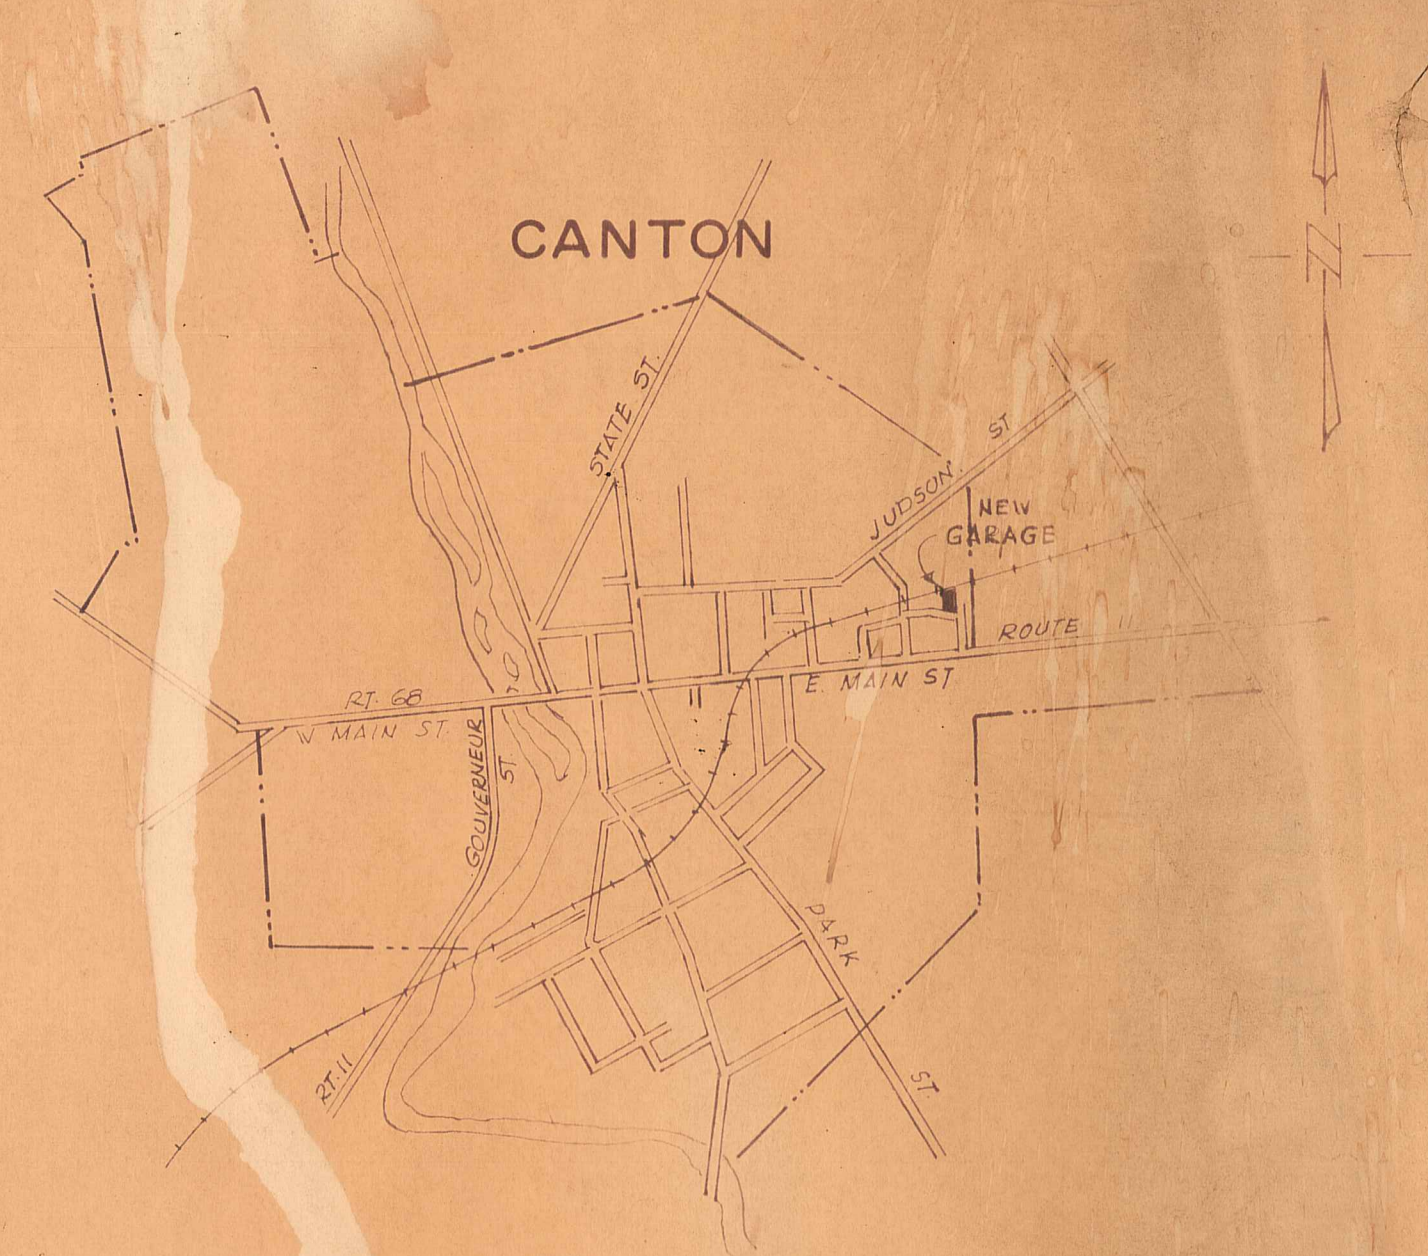 CANTON
N
STATE ST.
JUDSON ST
NEW
GARAGE
ROUTE 11
E. MAIN ST
RT. 68
W MAIN ST.
GOUVERNEUR ST.
PARK ST.
RT. 11